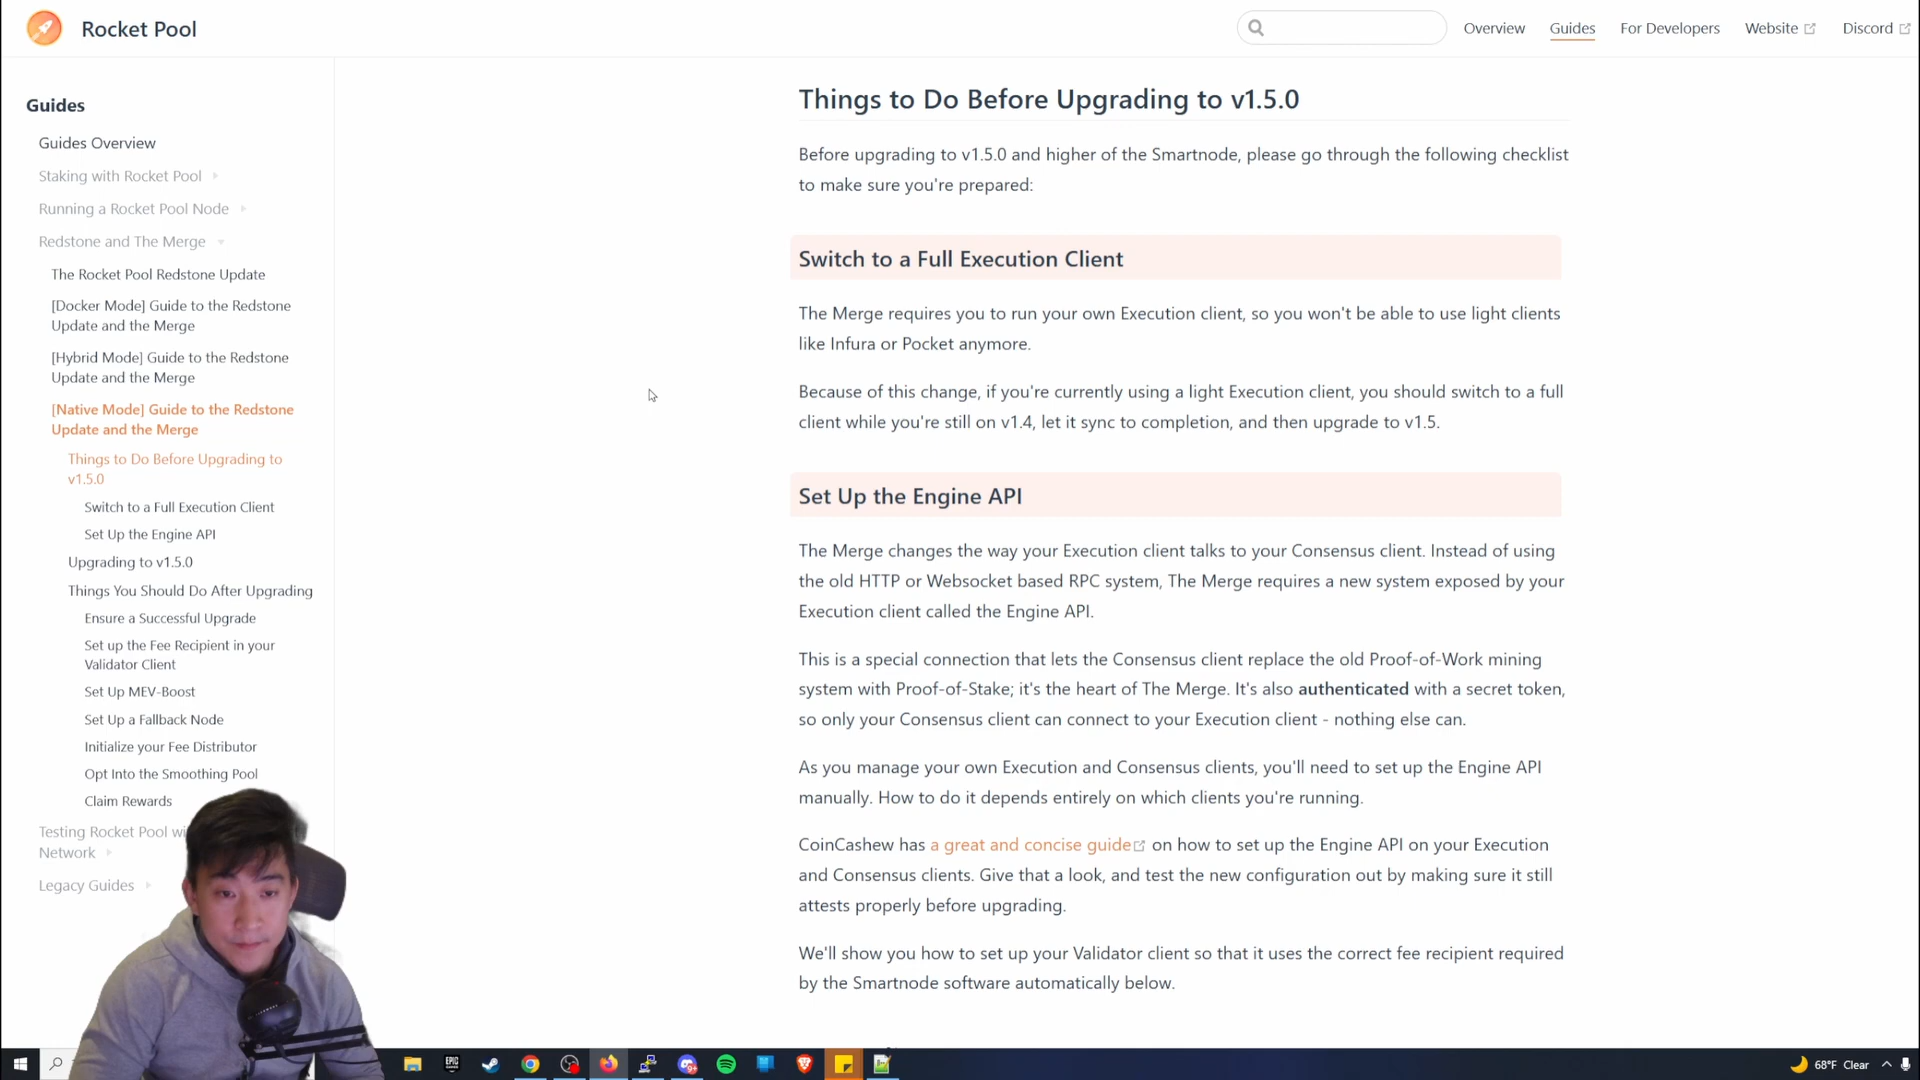 Rocket Pool
Overview
Guides
For Developers
Website
Discord
Guides
Guides Overview
Staking with Rocket Pool
Running a Rocket Pool Node
Redstone and The Merge
The Rocket Pool Redstone Update
[Docker Mode] Guide to the Redstone
Update and the Merge
[Hybrid Mode] Guide to the Redstone
Update and the Merge
[Native Mode] Guide to the Redstone
Update and the Merge
Things to Do Before Upgrading to
v1.5.0
Switch to a Full Execution Client
Set Up the Engine API
Upgrading to v1.5.0
Things You Should Do After Upgrading
Ensure a Successful Upgrade
Set up the Fee Recipient in your
Validator Client
Set Up MEV-Boost
Set Up a Fallback Node
Initialize your Fee Distributor
Opt Into the Smoothing Pool
Claim Rewards
Testing Rocket Pool
Network
Legacy Guides
Things to Do Before Upgrading to v1.5.0
Before upgrading to v1.5.0 and higher of the Smartnode, please go through the following checklist
to make sure you're prepared:
Switch to a Full Execution Client
The Merge requires you to run your own Execution client, so you won't be able to use light clients
like Infura or Pocket anymore.
Because of this change, if you're currently using a light Execution client, you should switch to a full
client while you're still on v1.4, let it sync to completion, and then upgrade to v1.5.
Set Up the Engine API
The Merge changes the way your Execution client talks to your Consensus client. Instead of using
the old HTTP or Websocket based RPC system, The Merge requires a new system exposed by your
Execution client called the Engine API.
This is a special connection that lets the Consensus client replace the old Proof-of-Work mining
system with Proof-of-Stake; it's the heart of The Merge. It's also authenticated with a secret token,
so only your Consensus client can connect to your Execution client - nothing else can.
As you manage your own Execution and Consensus clients, you'll need to set up the Engine API
manually. How to do it depends entirely on which clients you're running.
CoinCashew has a great and concise guide on how to set up the Engine API on your Execution
and Consensus clients. Give that a look, and test the new configuration out by making sure it still
attests properly before upgrading.
We'll show you how to set up your Validator client so that it uses the correct fee recipient required
by the Smartnode software automatically below.
EPIC
9+
68°F Clear